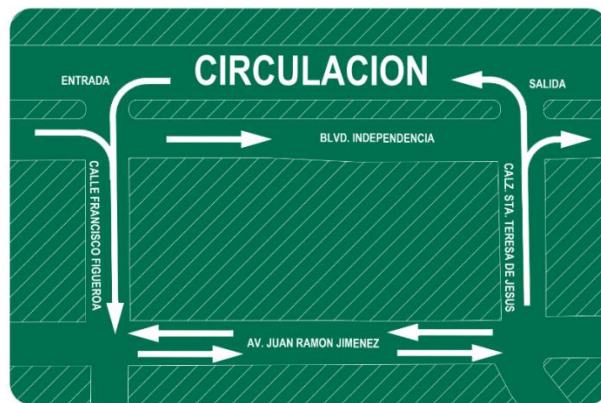 CIRCULACION
ENTRADA
SALIDA
BLVD. INDEPENDENCIA
CALLE FRANCISCO FIGUEROA
CALZ. STA. TERESA DE JESUS
AV. JUAN RAMON JIMENEZ